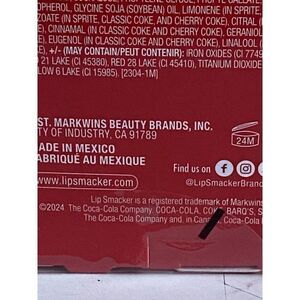 OPHEROL, GLYCINE SOJA (SOYBEAN) OIL, LIMONENE (IN SPRITE,
ZOATE (IN SPRITE, CLASSIC COKE AND CHERRY COKE), CITRAL (
E, CINNAMAL (IN CLASSIC COKE AND CHERRY COKE), GERANIOL
E), EUGENOL (IN CLASSIC COKE AND CHERRY COKE), LINALOOL (
E), +/- (MAY CONTAIN/PEUT CONTENIR): IRON OXIDES (CI 7749
D 21 LAKE (CI 45380), RED 28 LAKE (CI 45410), TITANIUM DIOXIDE
LOW 6 LAKE (CI 15985). [2304-1M]
ST. MARKWINS BEAUTY BRANDS, INC.
TY OF INDUSTRY, CA 91789
24M
ADE IN MEXICO
ABRIQUÉ AU MEXIQUE
Find us on
www.lipsmacker.com
@LipSmackerBran
Lip Smacker is a registered trademark of Markwins
©2024 The Coca-Cola Company. COCA-COLA, COKE, BARQ'S, S
The Coca-Cola Company and, in Canada, Coca-Cola